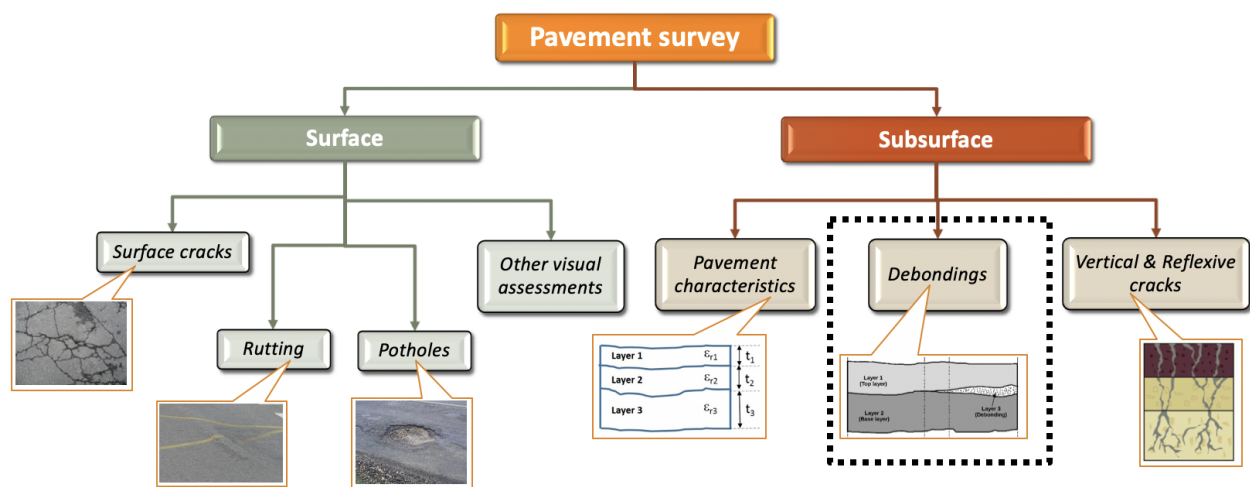 Pavement survey
Surface
Subsurface
Surface cracks
Rutting
Potholes
Other visual
assessments
Pavement
characteristics
Debondings
Vertical & Reflexive
cracks
Layer 1
εr1
t1
Layer 2
εr2
t2
Layer 3
εr3
t3
Layer 1
(Top layer)
Layer 2
(Base layer)
Layer 3
(Debonding)